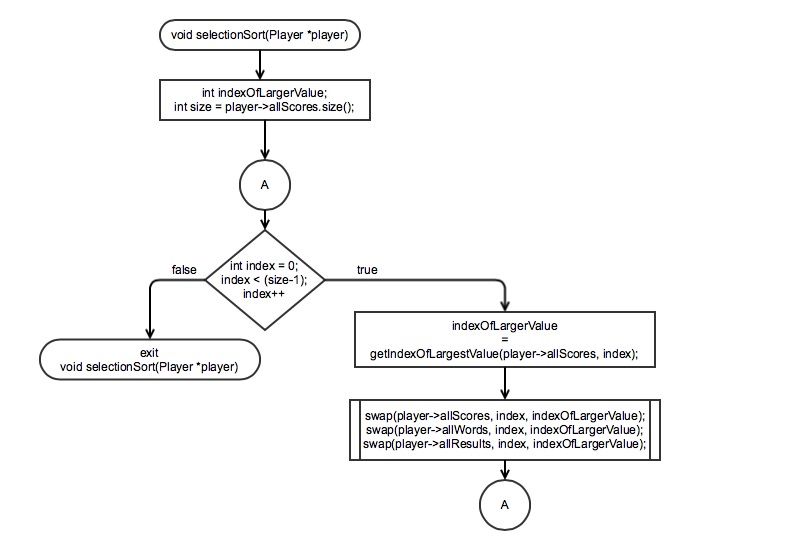 void selectionSort(Player *player)
int indexOfLargerValue;
int size = player->allScores.size();
A
int index = 0;
index < (size-1);
index++
false
true
exit
void selectionSort(Player *player)
indexOfLargerValue
=
getIndexOfLargestValue(player->allScores, index);
swap(player->allScores, index, indexOfLargerValue);
swap(player->allWords, index, indexOfLargerValue);
swap(player->allResults, index, indexOfLargerValue);
A